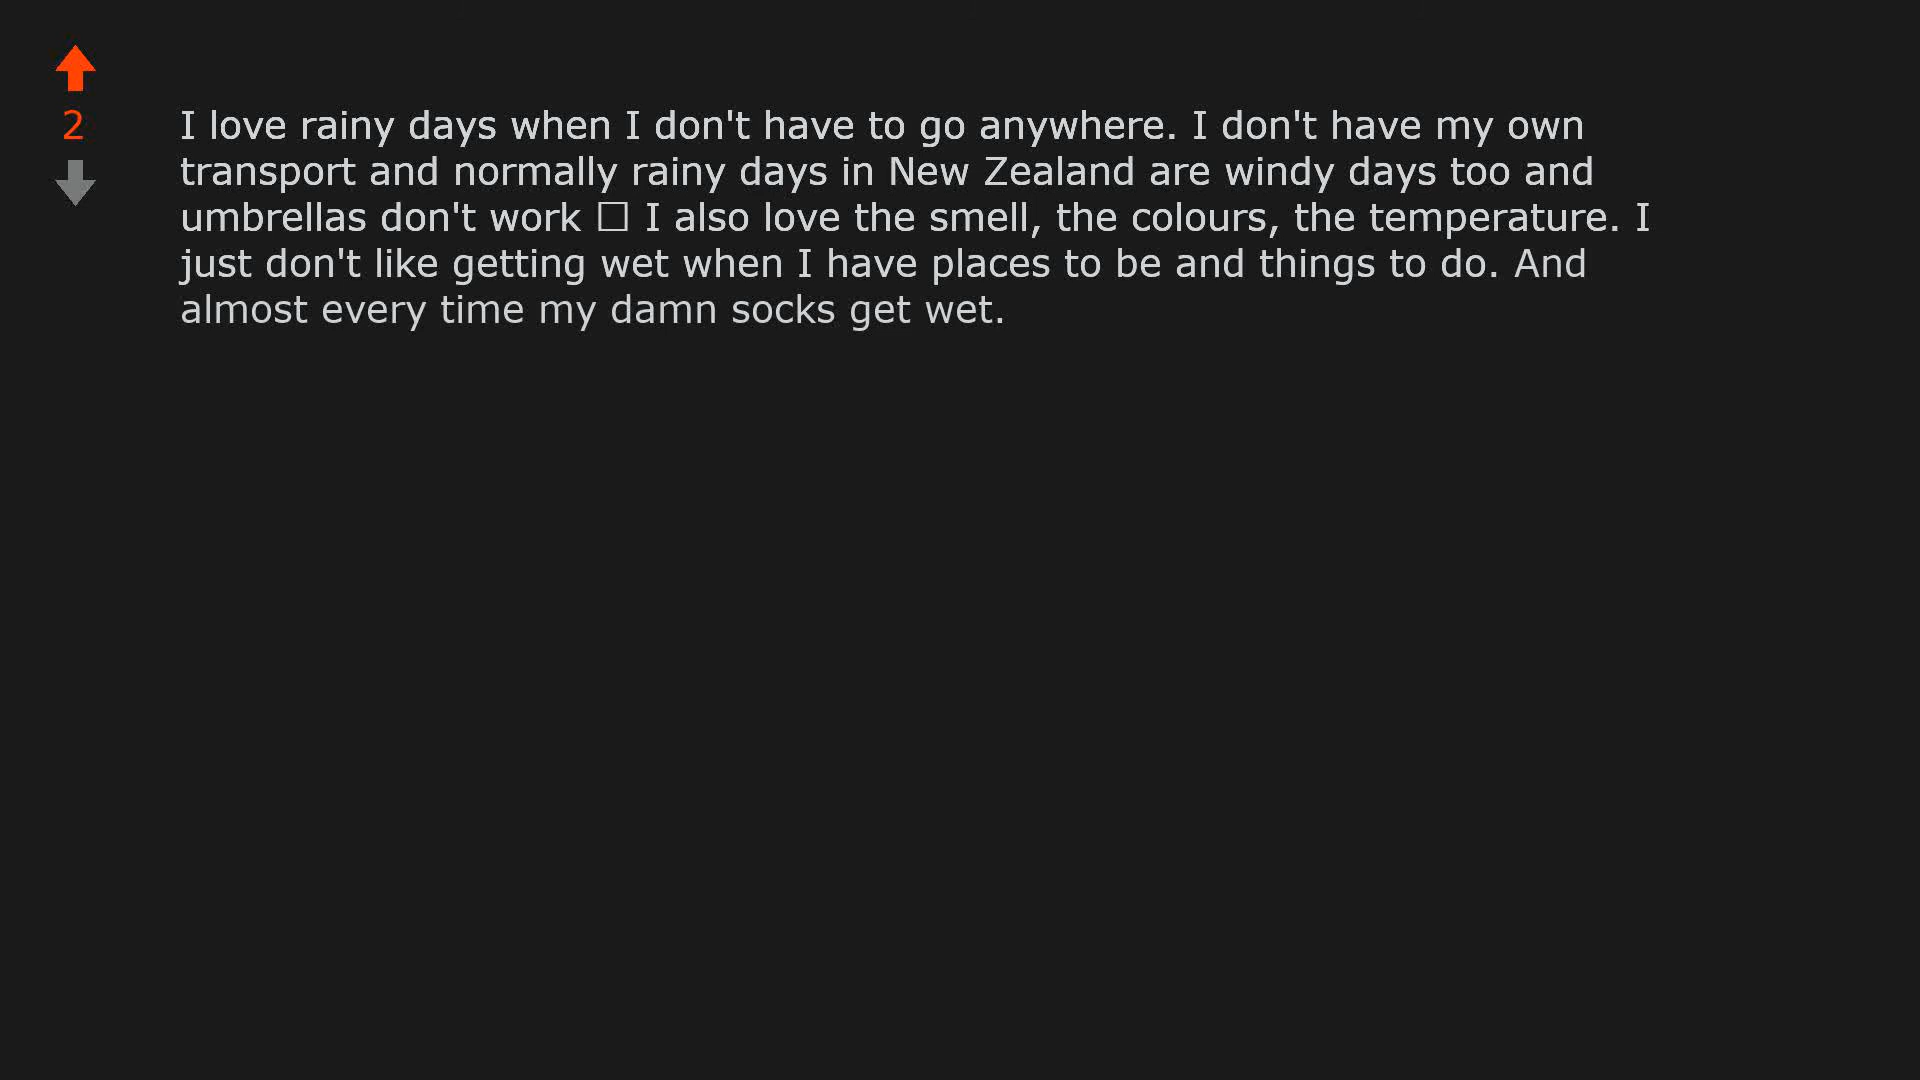 2
I love rainy days when I don't have to go anywhere. I don't have my own
transport and normally rainy days in New Zealand are windy days too and
umbrellas don't work □ I also love the smell, the colours, the temperature. I
just don't like getting wet when I have places to be and things to do. And
almost every time my damn socks get wet.